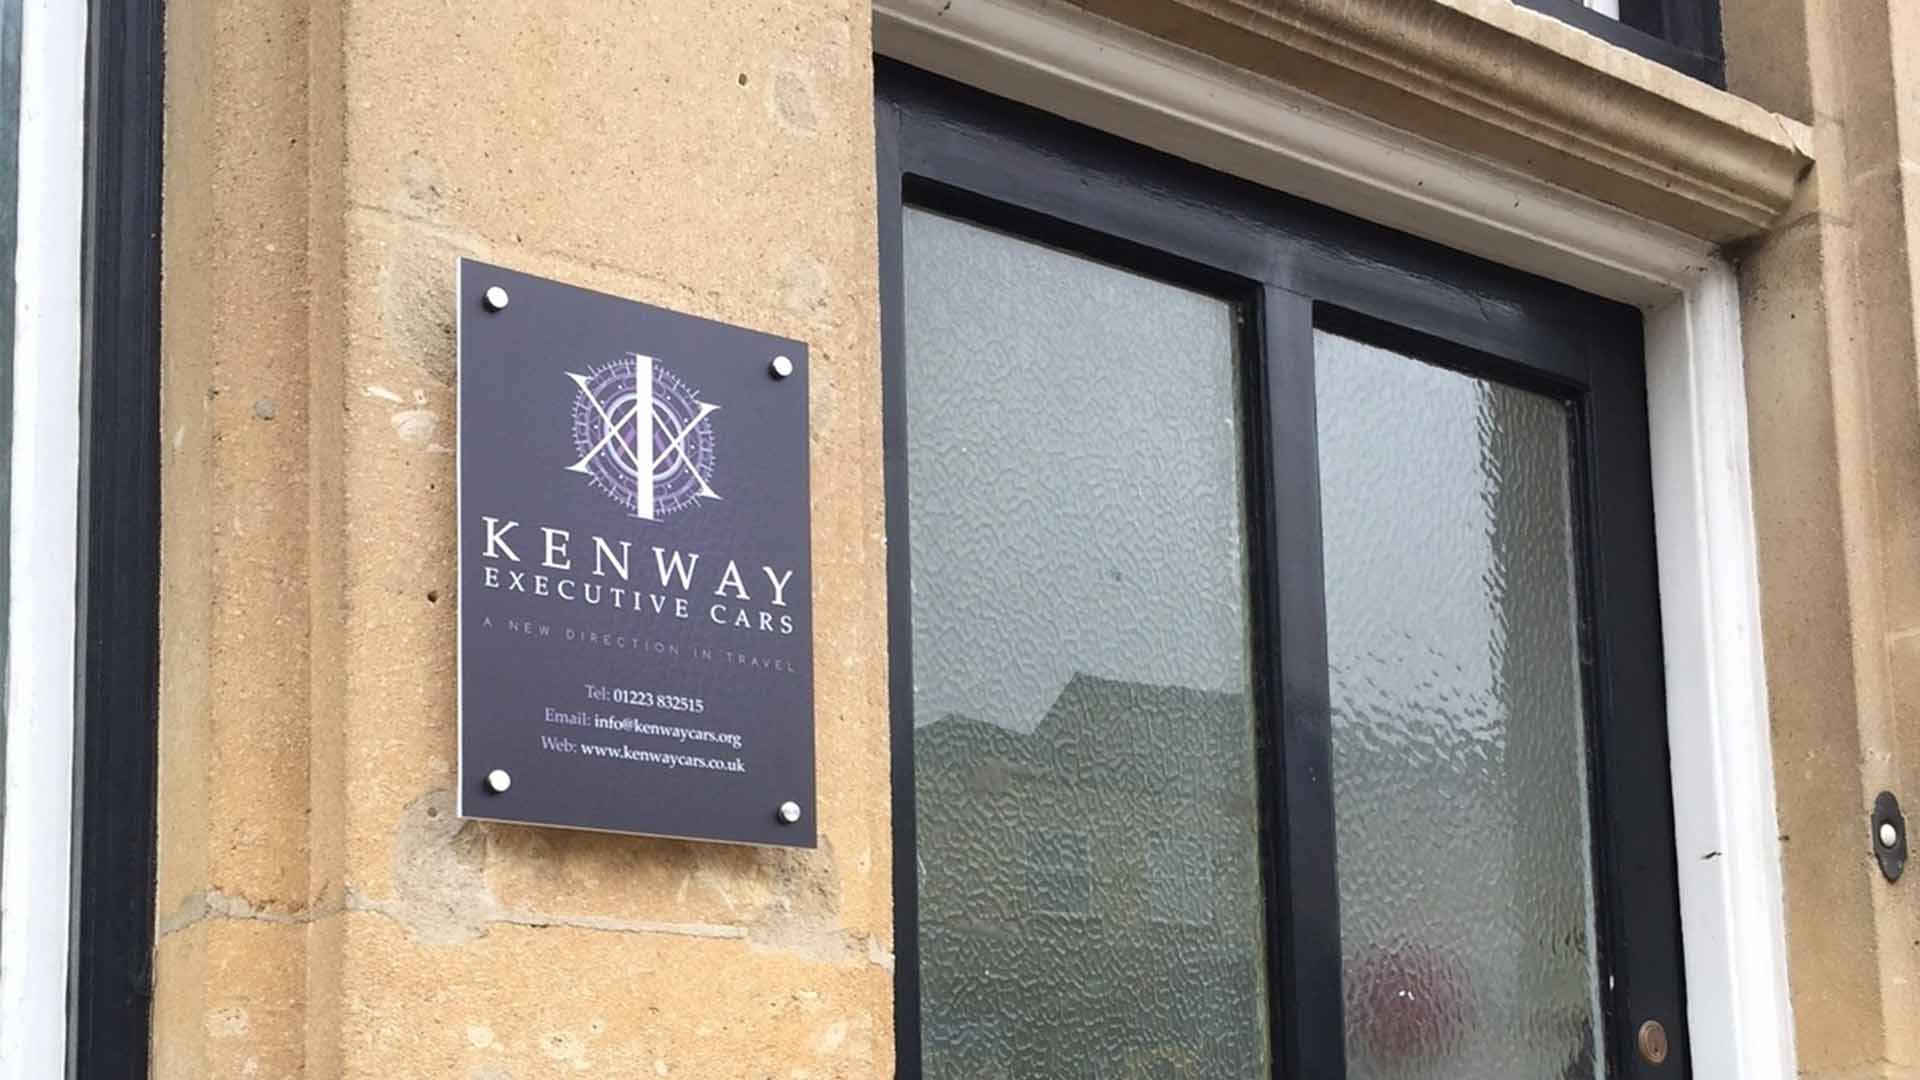 KENWAY
EXECUTIVE CARS
A NEW DIRECTION IN TRAVEL
Tel: 01223 832515
Email: info@kenwaycars.org
Web: www.kenwaycars.co.uk